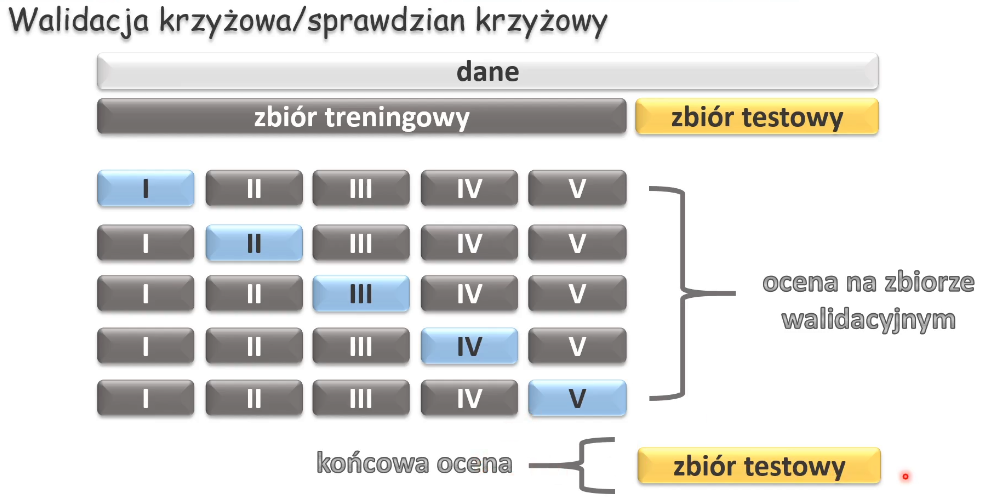 Walidacja krzyżowa/sprawdzian krzyżowy
dane
zbiór treningowy zbiór testowy
I II III IV V
I II III IV V
I II III IV V
I II III IV V
I II III IV V
ocena na zbiorze
walidacyjnym
końcowa ocena zbiór testowy